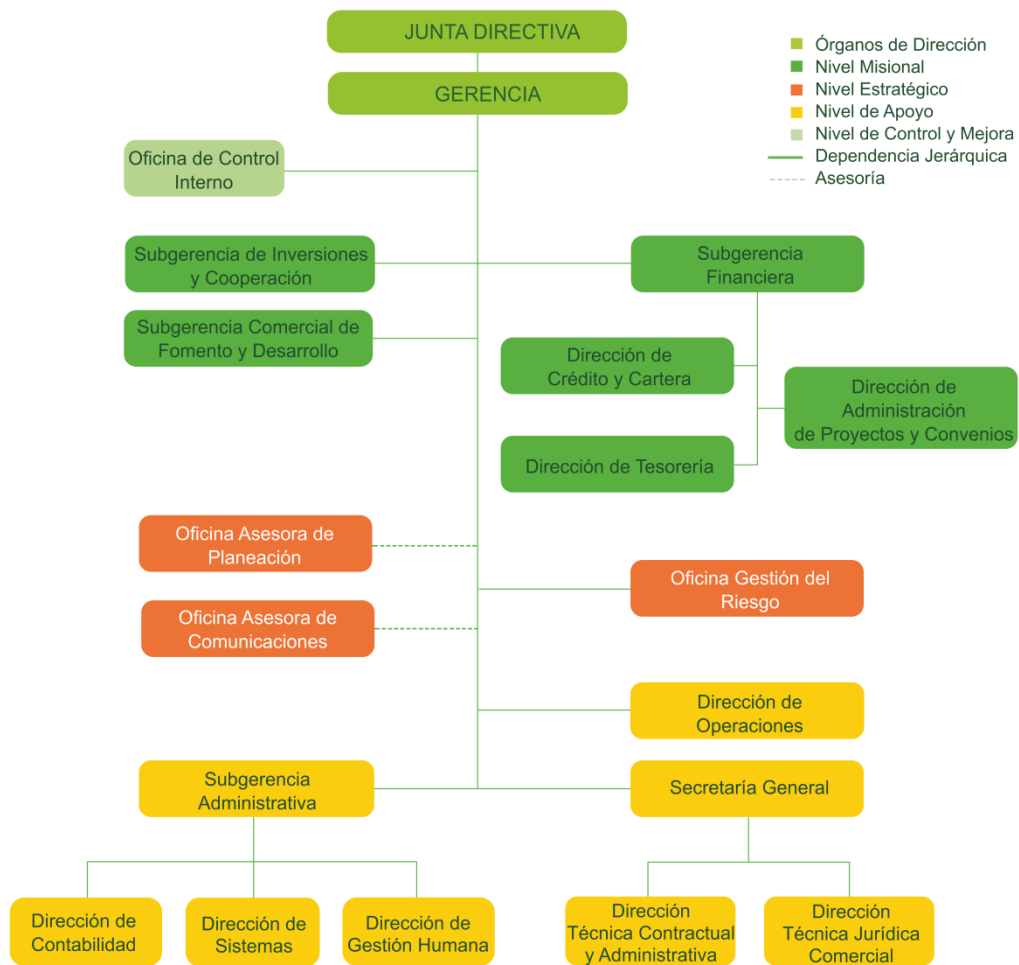 JUNTA DIRECTIVA
GERENCIA
Órganos de Dirección
Nivel Misional
Nivel Estratégico
Nivel de Apoyo
Nivel de Control y Mejora
Dependencia Jerárquica
Asesoría
Oficina de Control
Interno
Subgerencia de Inversiones
y Cooperación
Subgerencia
Financiera
Subgerencia Comercial de
Fomento y Desarrollo
Dirección de
Crédito y Cartera
Dirección de
Administración
de Proyectos y Convenios
Dirección de Tesorería
Oficina Asesora de
Planeación
Oficina Gestión del
Riesgo
Oficina Asesora de
Comunicaciones
Dirección de
Operaciones
Subgerencia
Administrativa
Secretaría General
Dirección de
Contabilidad
Dirección de
Sistemas
Dirección de
Gestión Humana
Dirección
Técnica Contractual
y Administrativa
Dirección
Técnica Jurídica
Comercial